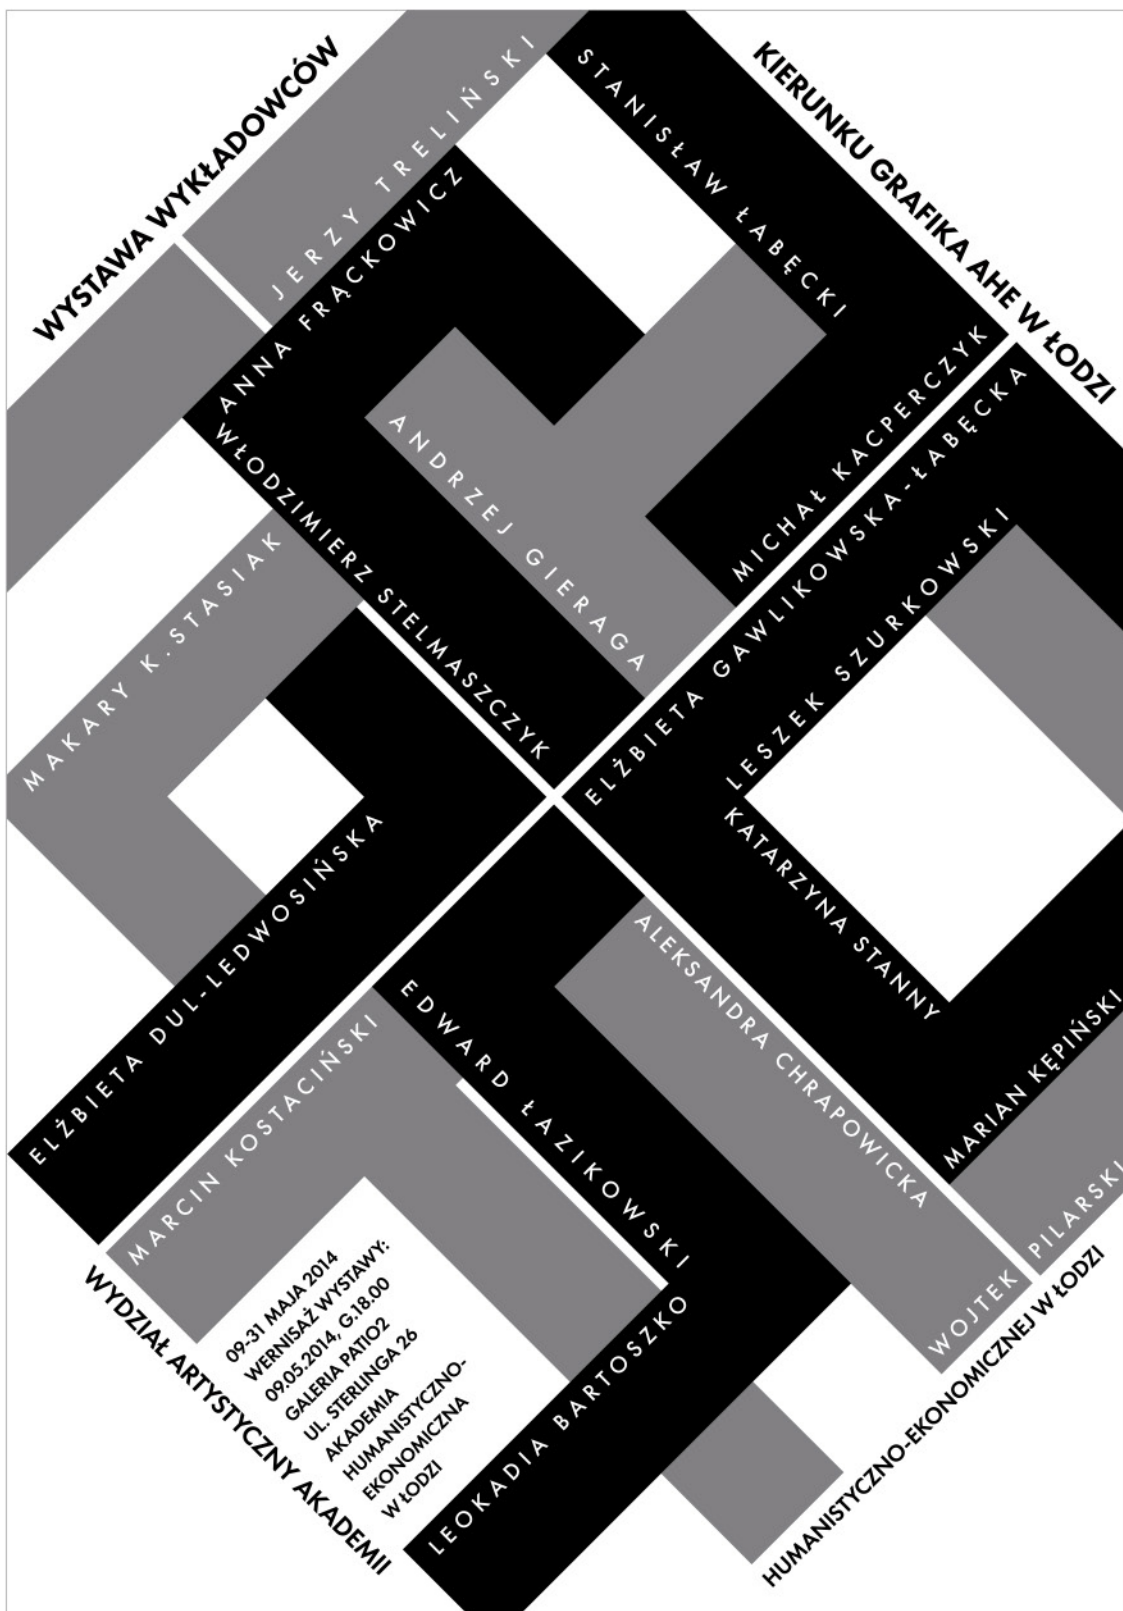 WYSTAWA WYKŁADOWCÓW
KIERUNKU GRAFIKA AHE W ŁODZI
JERZY TRELIŃSKI
STANISŁAW ŁABĘCKI
ANNA FRĄCKOWICZ
WŁODZIMIERZ STELMASZCZYK
ANDRZEJ GIERAGA
MICHAŁ KACPERCZYK
ELŻBIETA GAWLIKOWSKA-ŁABĘCKA
LESZEK SZURKOWSKI
KATARZYNA STANNY
MAKARY K.STASIAK
ELŻBIETA DUL-LEDWOSIŃSKA
MARCIN KOSTACIŃSKI
EDWARD ŁAZIKOWSKI
ALEKSANDRA CHRAPOWICKA
MARIAN KĘPIŃSKI
WOJTEK PILARSKI
LEOKADIA BARTOSZKO
09-31 MAJA 2014
WERNISAŻ WYSTAWY:
09.05.2014, G.18.00
GALERIA PATIO2
UL. STERLINGA 26
AKADEMIA
HUMANISTYCZNO-
EKONOMICZNA
W ŁODZI
WYDZIAŁ ARTYSTYCZNY AKADEMII
HUMANISTYCZNO-EKONOMICZNEJ W ŁODZI